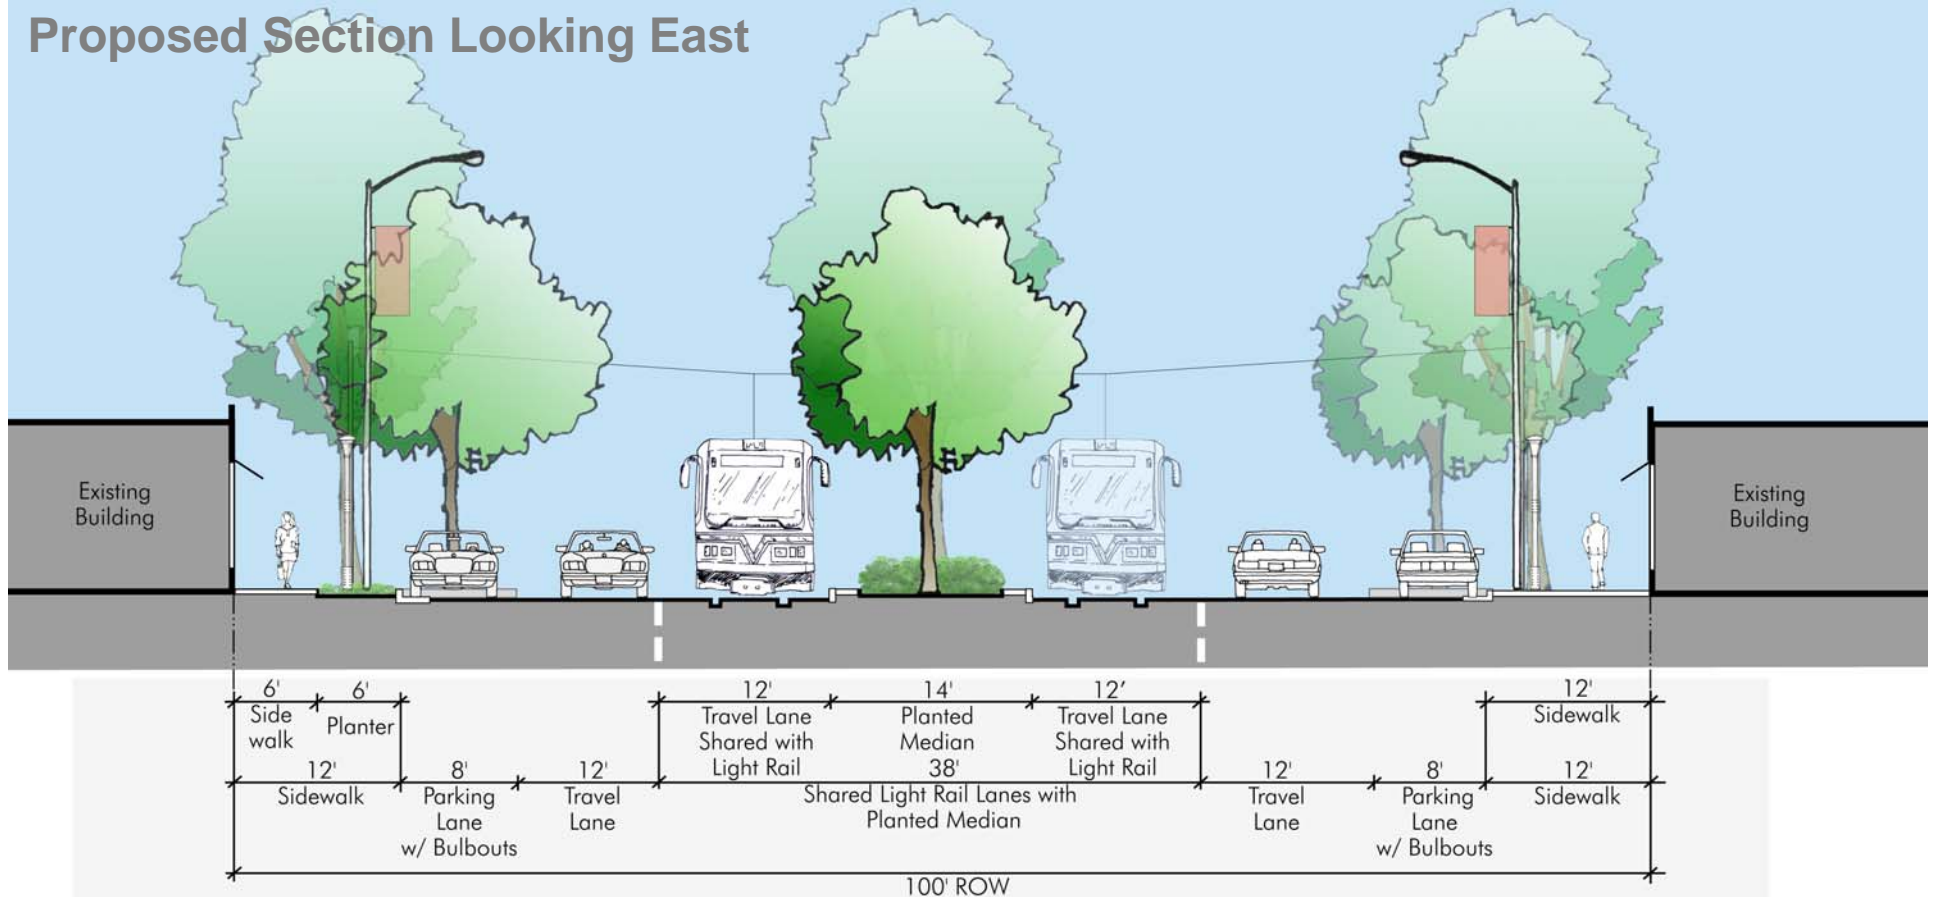 Proposed Section Looking East
Existing
Building
Existing
Building
6'
6'
12'
14'
12'
12'
Side
walk
Planter
Travel Lane
Shared with
Light Rail
Planted
Median
Travel Lane
Shared with
Light Rail
Sidewalk
12'
8'
12'
38'
12'
8'
12'
Sidewalk
Parking
Lane
w/ Bulbouts
Travel
Lane
Shared Light Rail Lanes with
Planted Median
Travel
Lane
Parking
Lane
w/ Bulbouts
Sidewalk
100' ROW